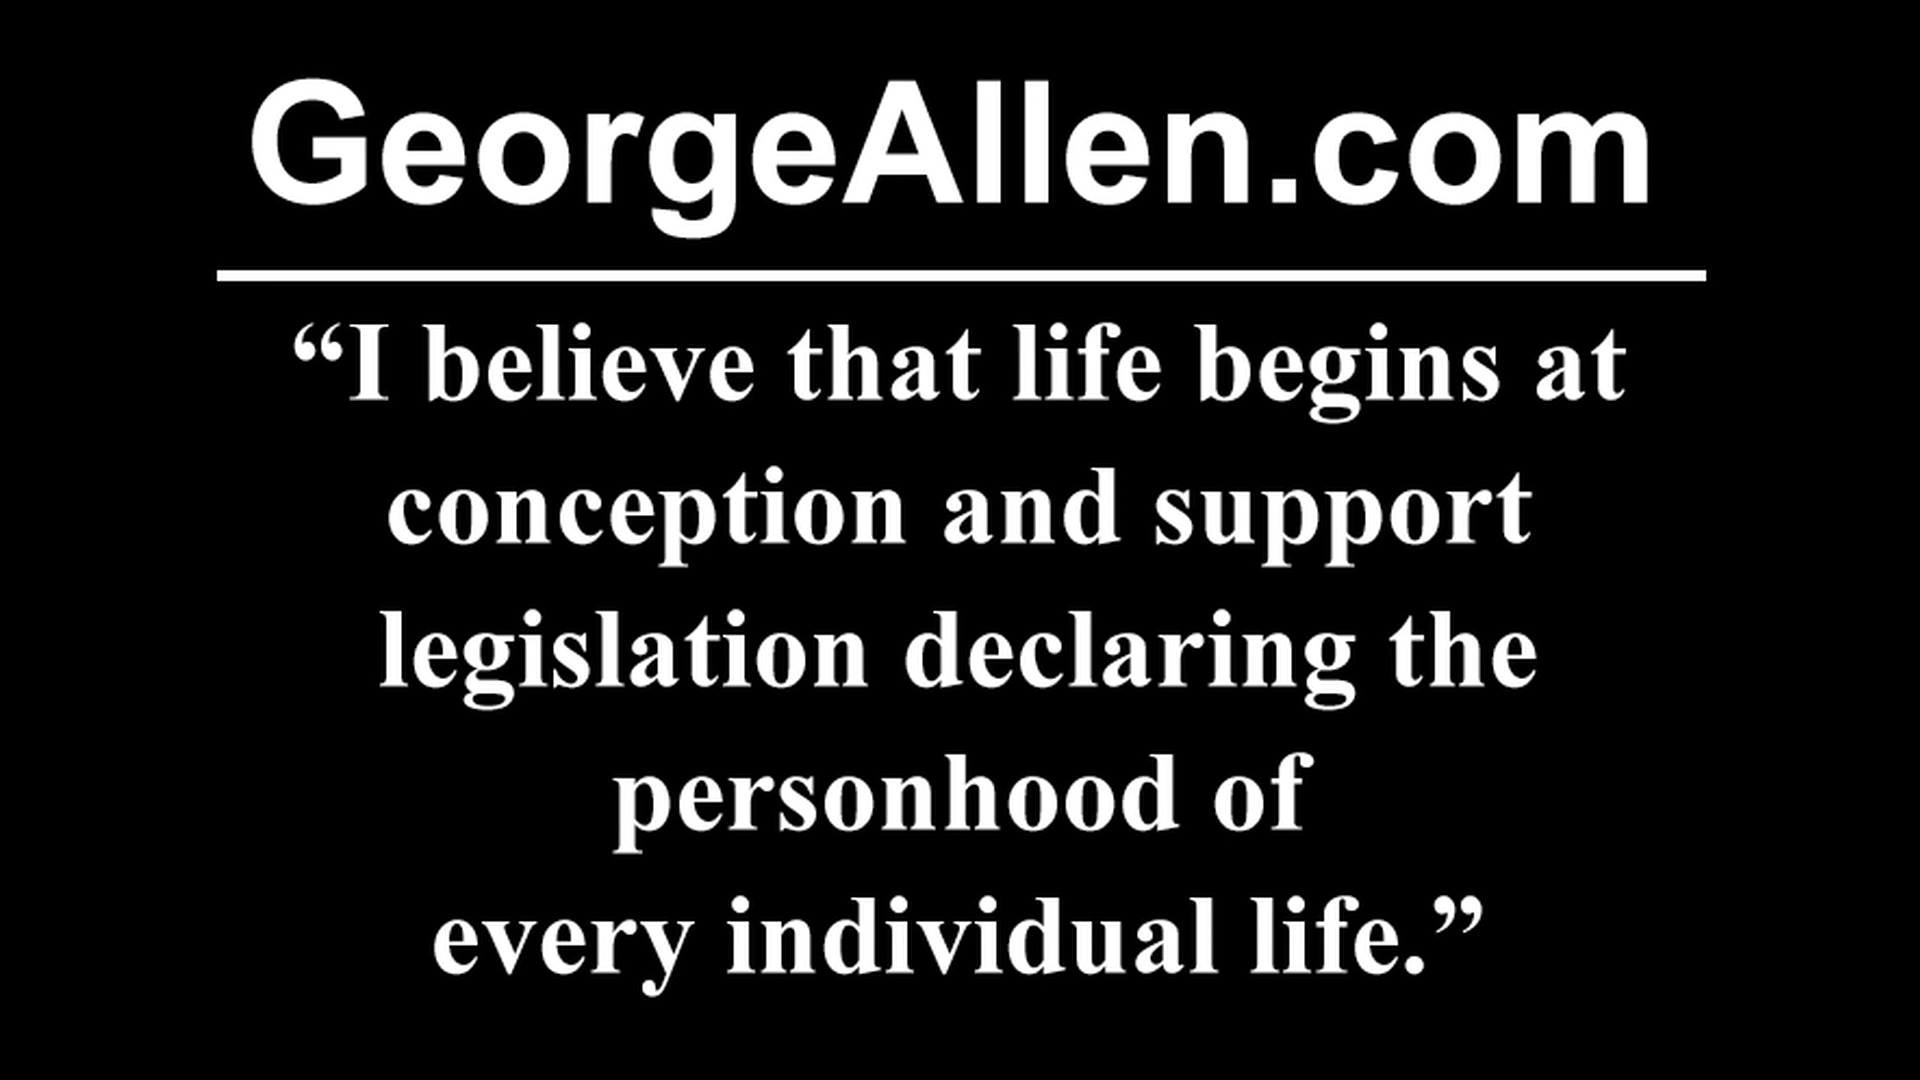 GeorgeAllen.com
“I believe that life begins at
conception and support
legislation declaring the
personhood of
every individual life.”